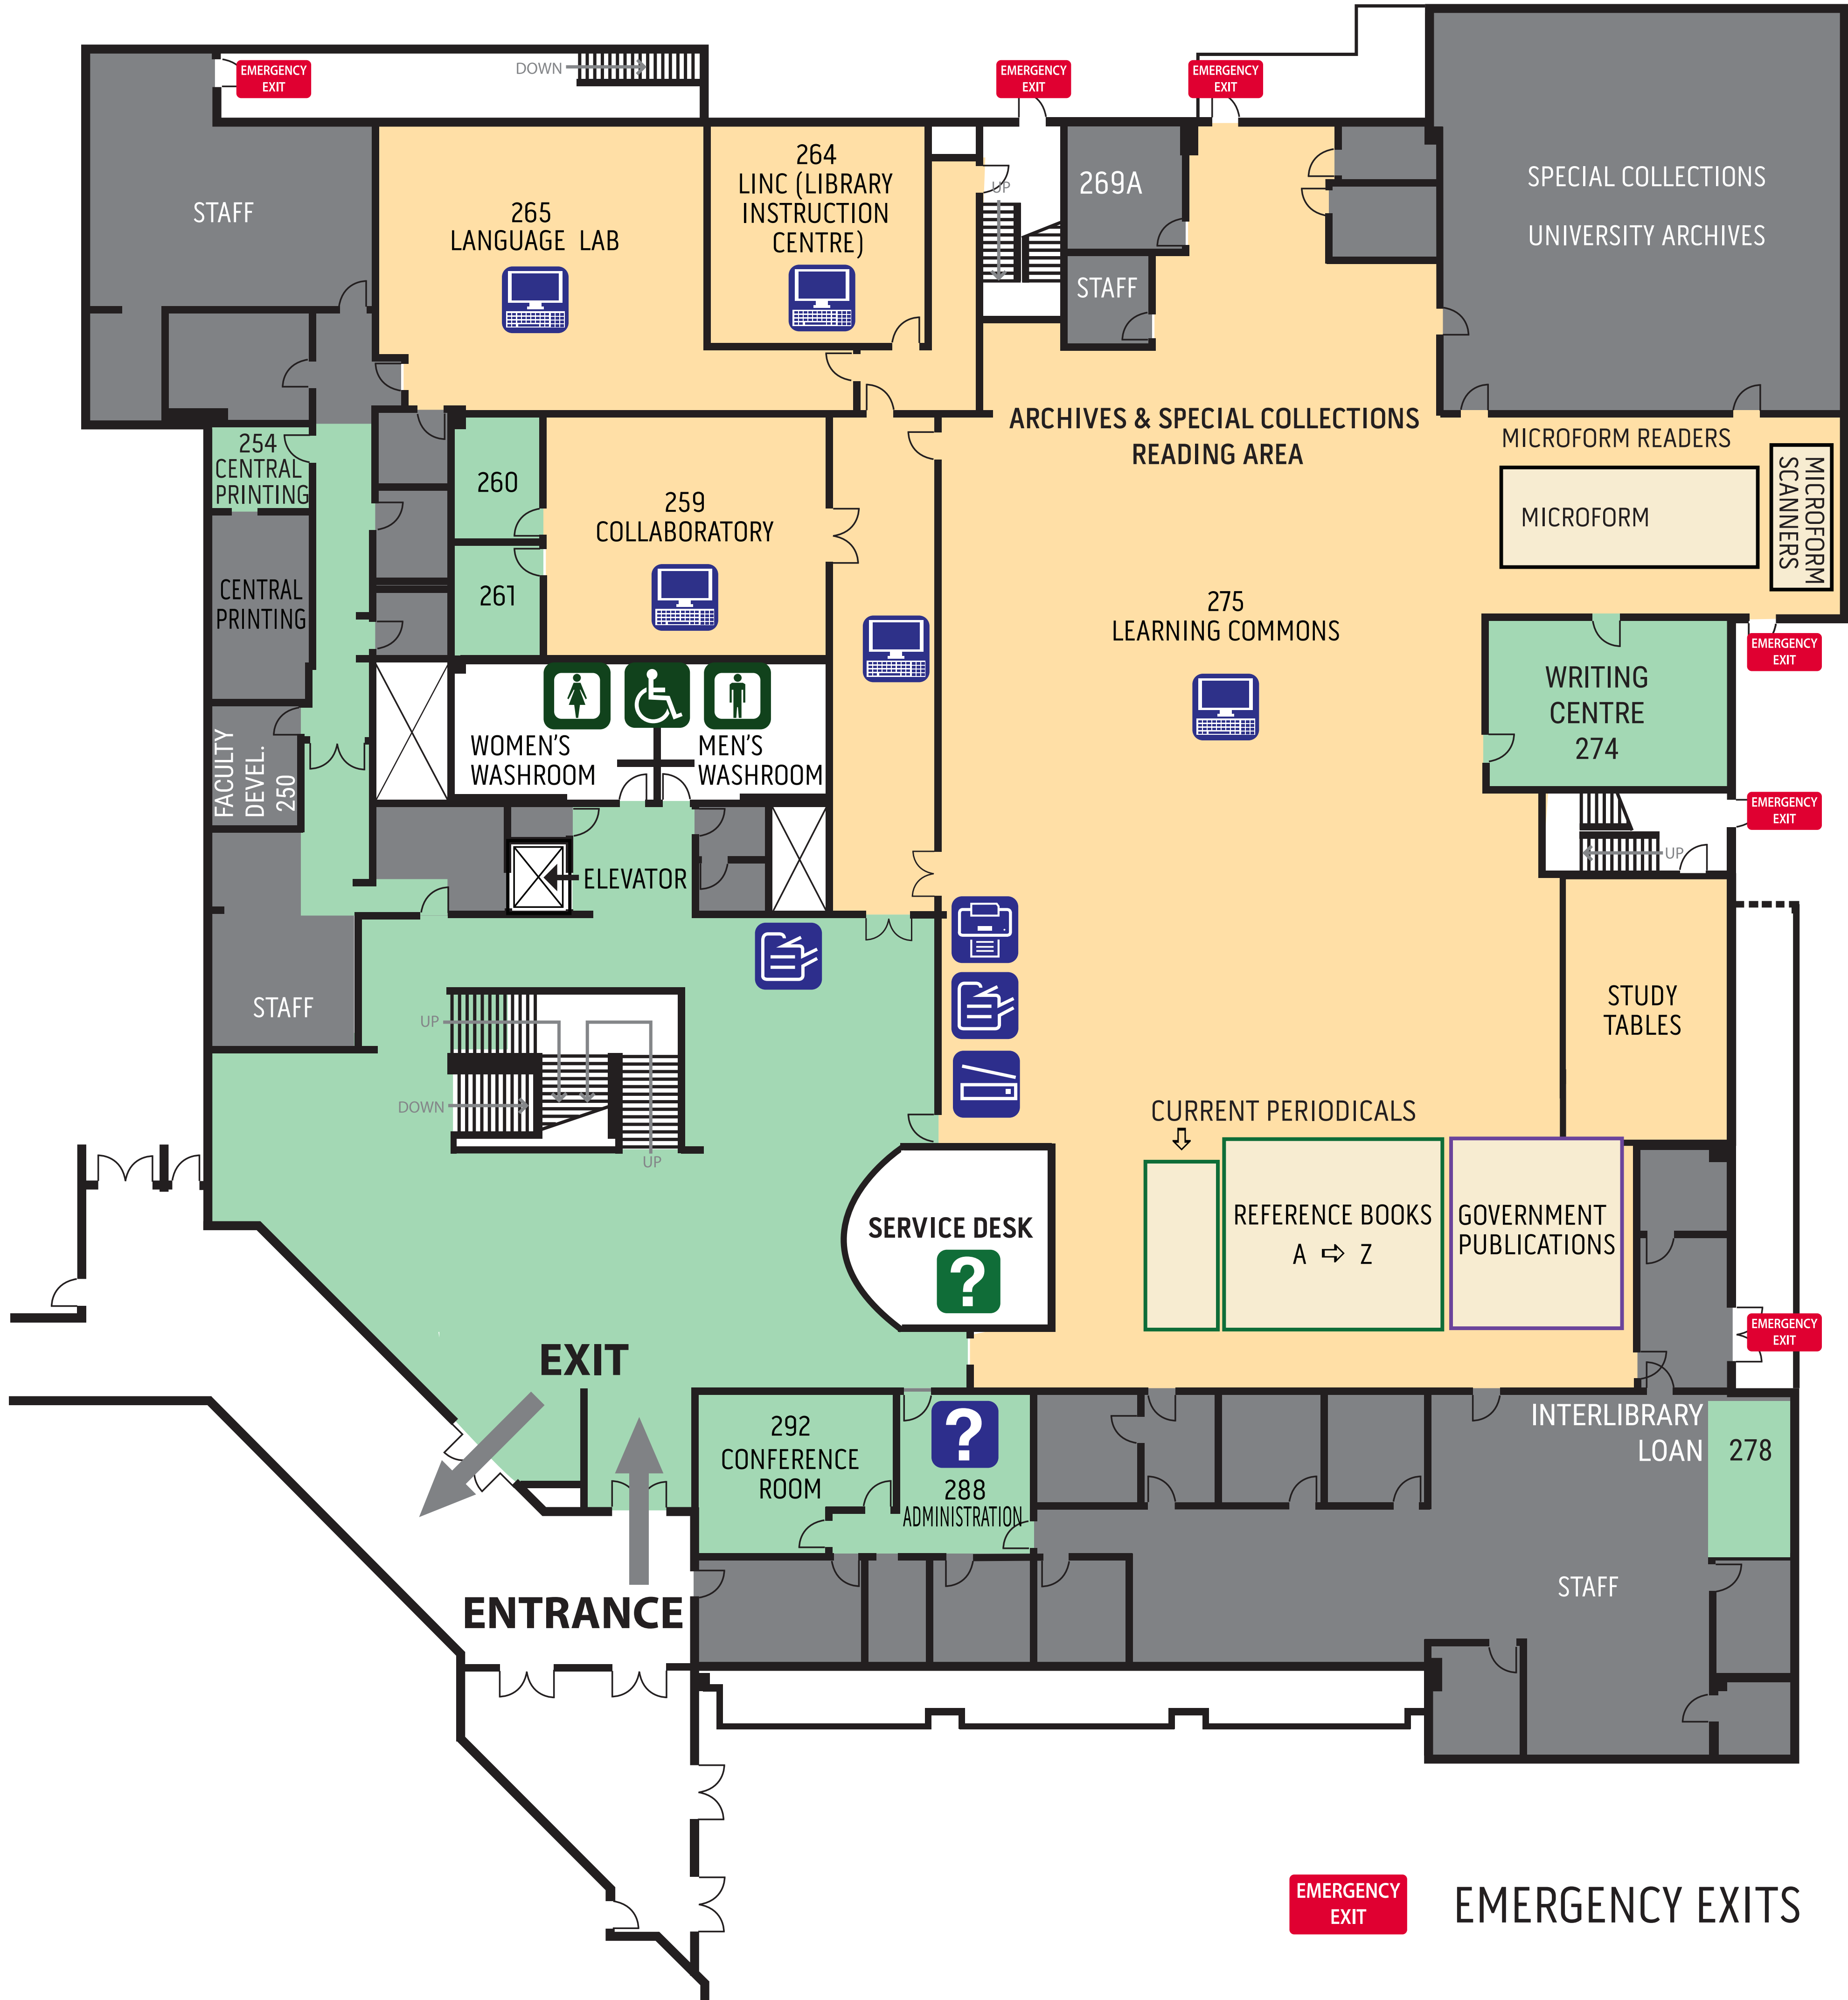 EMERGENCY
EXIT
DOWN
EMERGENCY
EXIT
EMERGENCY
EXIT
STAFF
265
LANGUAGE LAB
264
LINC (LIBRARY
INSTRUCTION
CENTRE)
UP
269A
STAFF
SPECIAL COLLECTIONS
UNIVERSITY ARCHIVES
ARCHIVES & SPECIAL COLLECTIONS
READING AREA
MICROFORM READERS
MICROFORM
MICROFORM
SCANNERS
254
CENTRAL
PRINTING
260
259
COLLABORATORY
261
CENTRAL
PRINTING
275
LEARNING COMMONS
EMERGENCY
EXIT
WRITING
CENTRE
274
WOMEN'S
WASHROOM
MEN'S
WASHROOM
FACULTY
DEVEL.
250
EMERGENCY
EXIT
UP
ELEVATOR
STAFF
UP
DOWN
UP
STUDY
TABLES
CURRENT PERIODICALS
SERVICE DESK
?
REFERENCE BOOKS
A ⇨ Z
GOVERNMENT
PUBLICATIONS
EMERGENCY
EXIT
EXIT
292
CONFERENCE
ROOM
?
288
ADMINISTRATION
INTERLIBRARY
LOAN
278
STAFF
ENTRANCE
EMERGENCY
EXIT
EMERGENCY EXITS